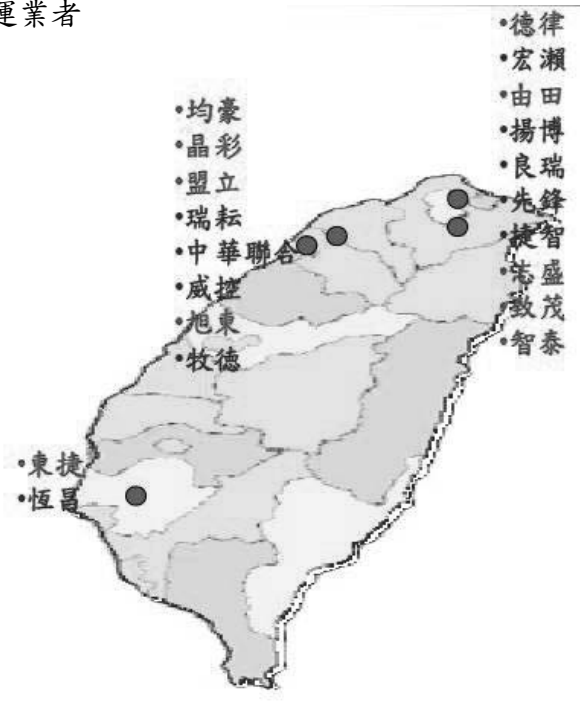 運業者
•德律
•宏瀨
•由田
•揚博
•良瑞
•先鋒
•捷智
•志盛
•致茂
•智泰
•均豪
•晶彩
•盟立
•瑞耘
•中華聯合
•威控
•旭東
•牧德
•東捷
•恆昌